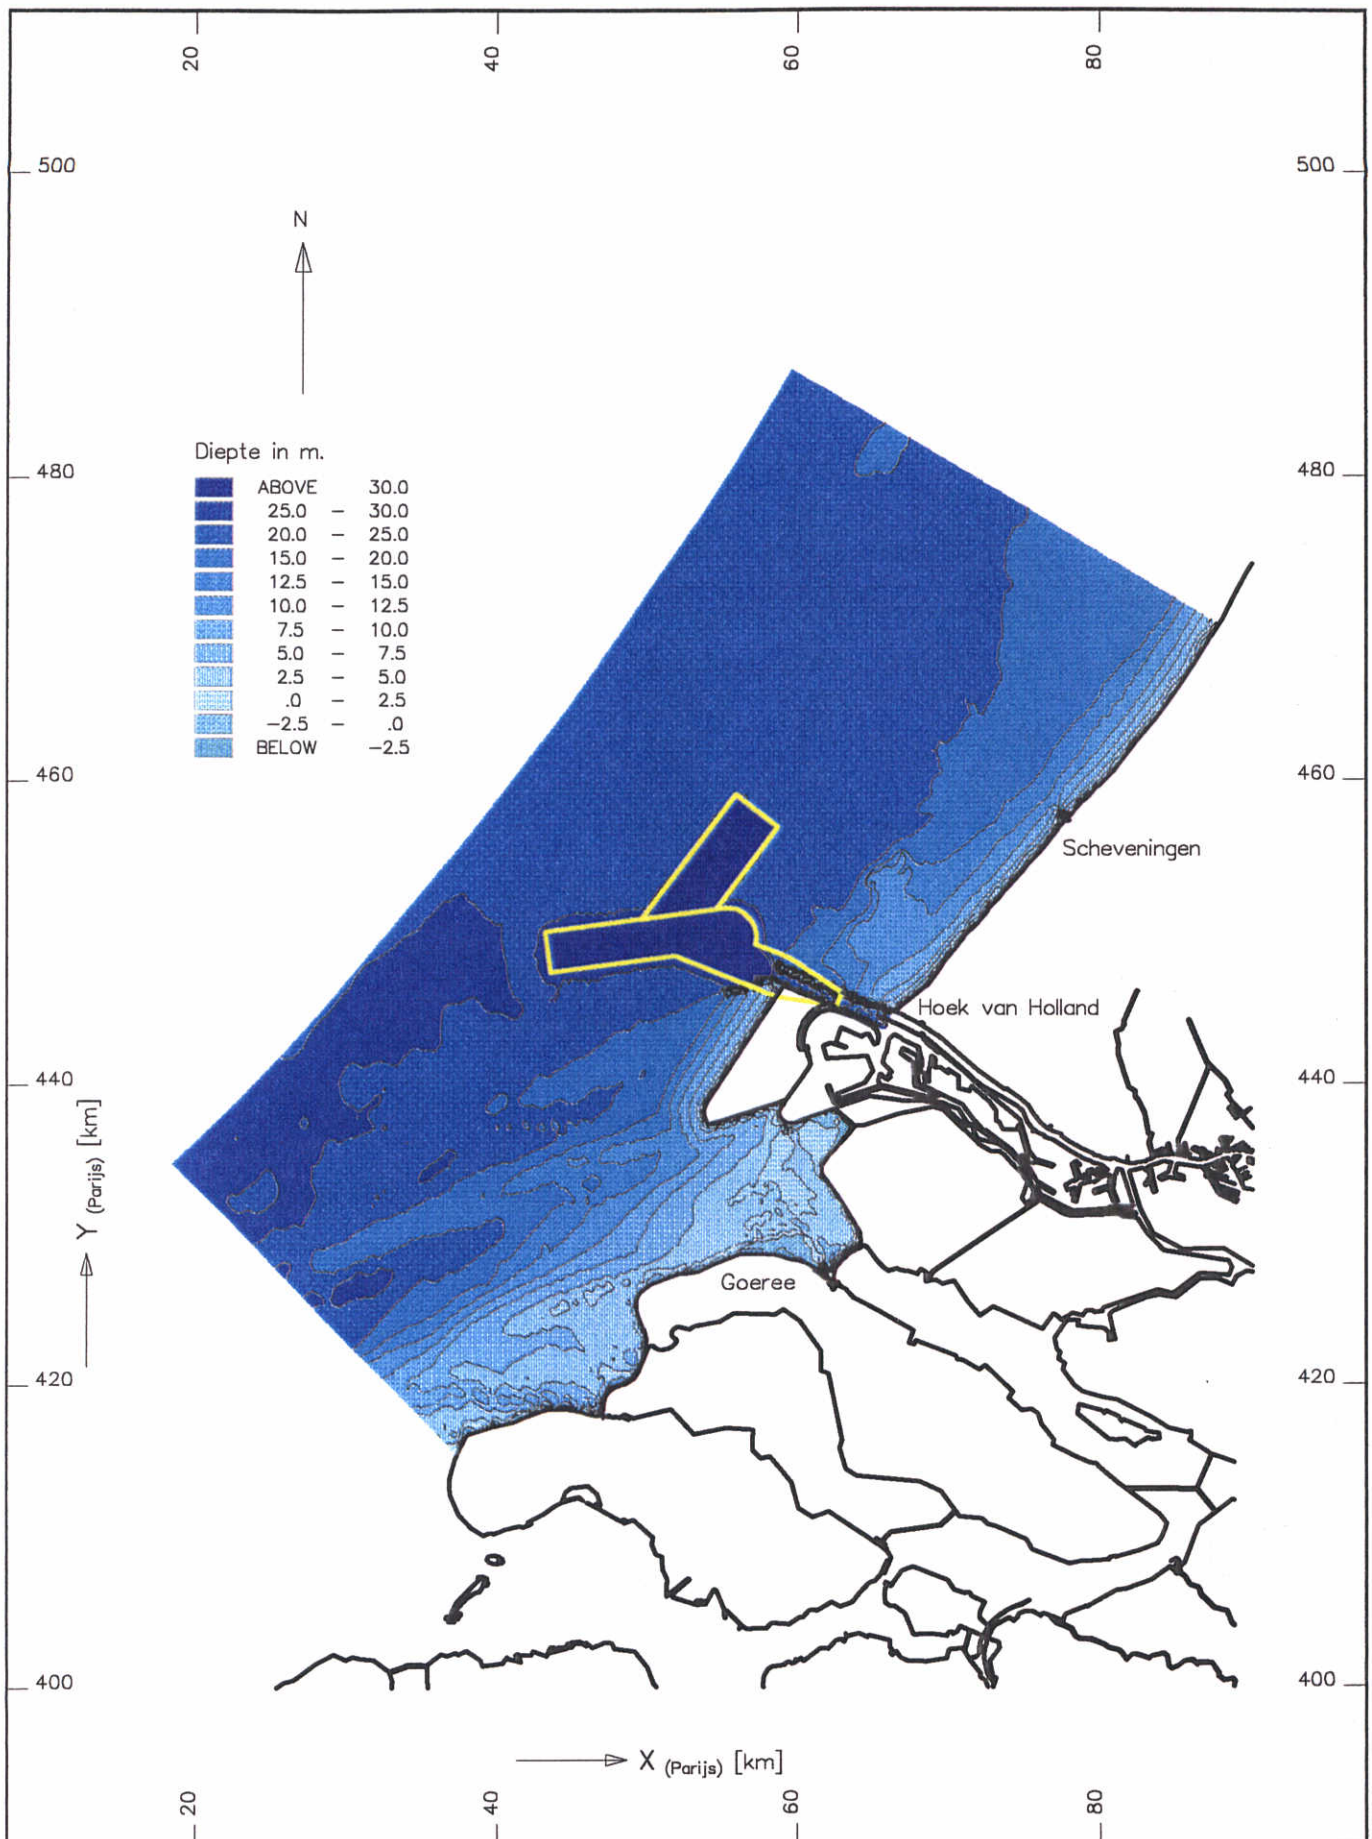 20 40 60 80
500 500
N
480 480
Diepte in m.
ABOVE 30.0
25.0 – 30.0
20.0 – 25.0
15.0 – 20.0
12.5 – 15.0
10.0 – 12.5
7.5 – 10.0
5.0 – 7.5
2.5 – 5.0
.0 – 2.5
−2.5 – .0
BELOW −2.5
460 460
Scheveningen
Hoek van Holland
440 440
Y (Parijs) [km]
Goeree
420 420
400 400
X (Parijs) [km]
20 40 60 80